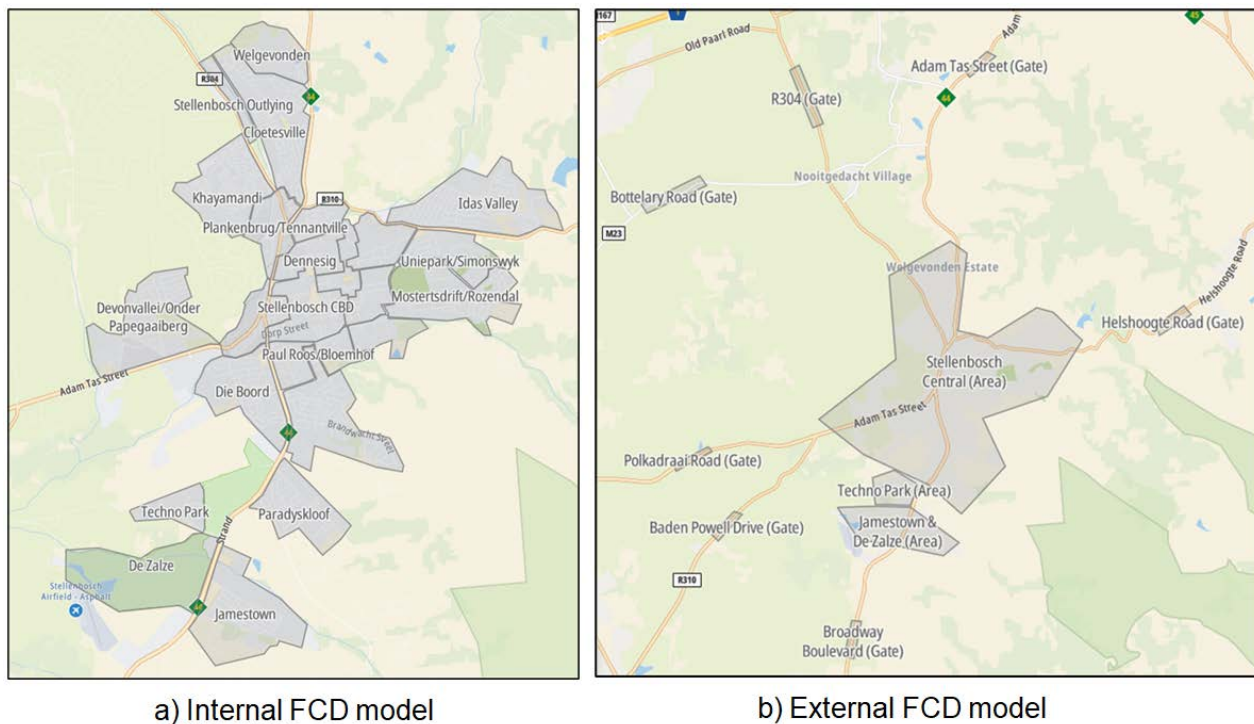 Welgevonden
R304
Stellenbosch Outlying
44
Cloetesville
Khayamandi
R310
Idas Valley
Plankenbrug/Tennantville
Dennesig
Uniepark/Simonswyk
Devonvallei/Onder
Papegaaiberg
Stellenbosch CBD
Mostertsdrift/Rozendal
Dorp Street
Paul Roos/Bloemhof
Adam Tas Street
Die Boord
44
Brandwacht Street
Techno Park
Strand
Paradyskloof
De Zalze
Stellenbosch
Airfield - Asphalt
44
Jamestown
a) Internal FCD model
R167
1
45
Old Paarl Road
Adam
Adam Tas Street (Gate)
R304 (Gate)
44
Nooitgedacht Village
Bottelary Road (Gate)
M23
Welgevonden Estate
Helshoogte Road
Helshoogte Road (Gate)
Stellenbosch
Central (Area)
Adam Tas Street
Polkadraai Road (Gate)
Techno Park (Area)
Baden Powell Drive (Gate)
Jamestown &
De Zalze (Area)
R310
Broadway
Boulevard (Gate)
b) External FCD model